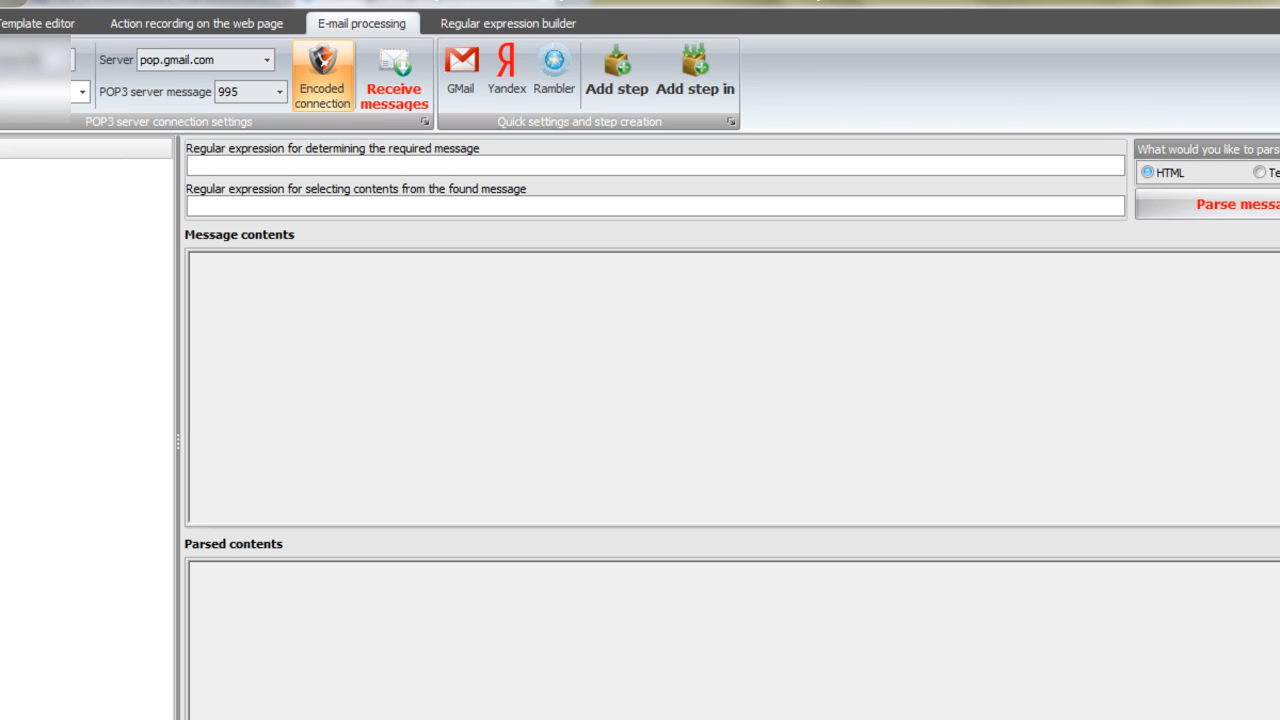 Template editor
Action recording on the web page
E-mail processing
Regular expression builder
Server
pop.gmail.com
POP3 server message
995
Encoded
connection
Receive
messages
POP3 server connection settings
GMail
Я
Yandex
Rambler
Add step
Add step in
Quick settings and step creation
Regular expression for determining the required message
What would you like to pars
HTML
Te
Regular expression for selecting contents from the found message
Parse messa
Message contents
Parsed contents